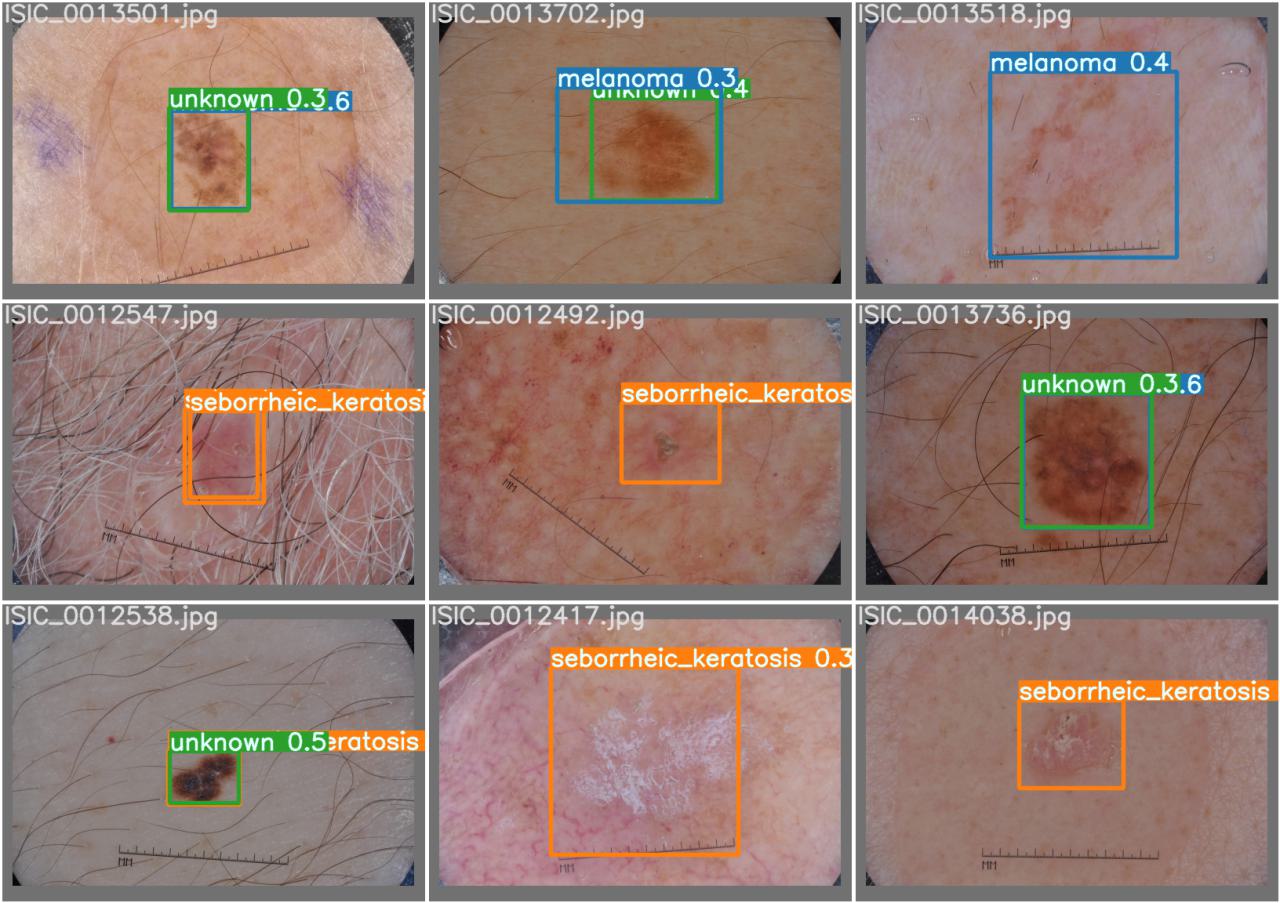 ISIC_0013501.jpg
unknown 0.3 .6
ISIC_0013702.jpg
melanoma 0.3
unknown 0.4
ISIC_0013518.jpg
melanoma 0.4
MM
ISIC_0012547.jpg
seborrheic_keratosi
MM
ISIC_0012492.jpg
seborrheic_keratos
MM
ISIC_0013736.jpg
unknown 0.3 .6
MM
ISIC_0012538.jpg
unknown 0.5 eratosis
MM
ISIC_0012417.jpg
seborrheic_keratosis 0.3
MM
ISIC_0014038.jpg
seborrheic_keratosis
MM